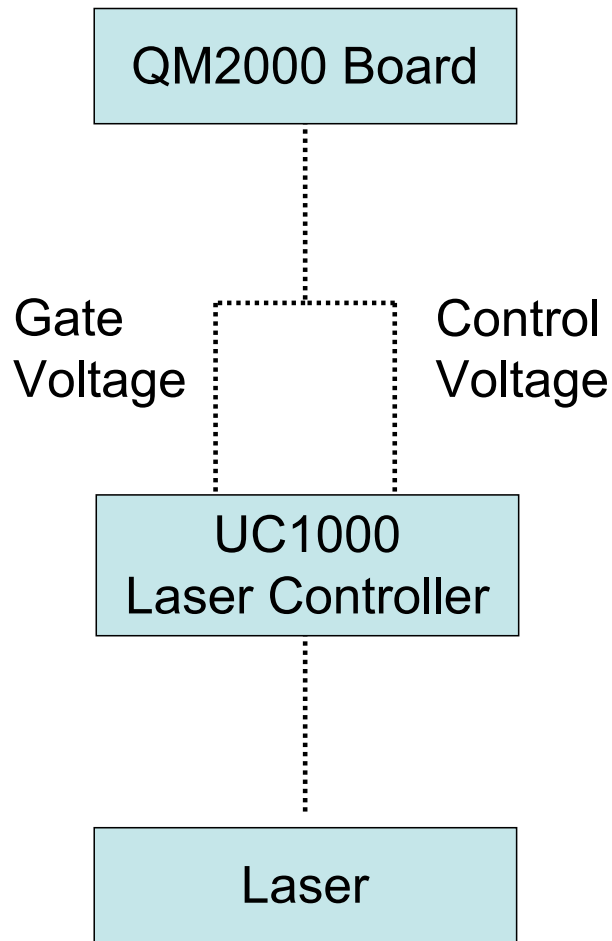 QM2000 Board
Gate
Voltage
Control
Voltage
UC1000
Laser Controller
Laser